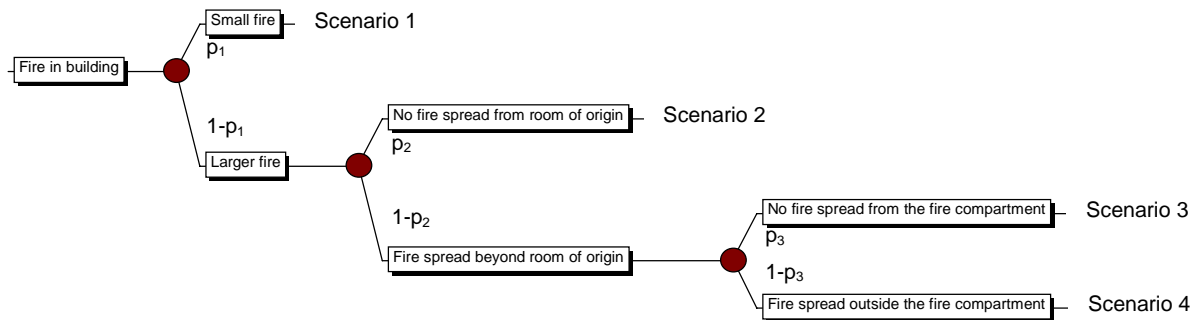 Small fire
Scenario 1
p₁
Fire in building
1-p₁
No fire spread from room of origin
Scenario 2
p₂
Larger fire
1-p₂
No fire spread from the fire compartment
Scenario 3
p₃
Fire spread beyond room of origin
1-p₃
Fire spread outside the fire compartment
Scenario 4